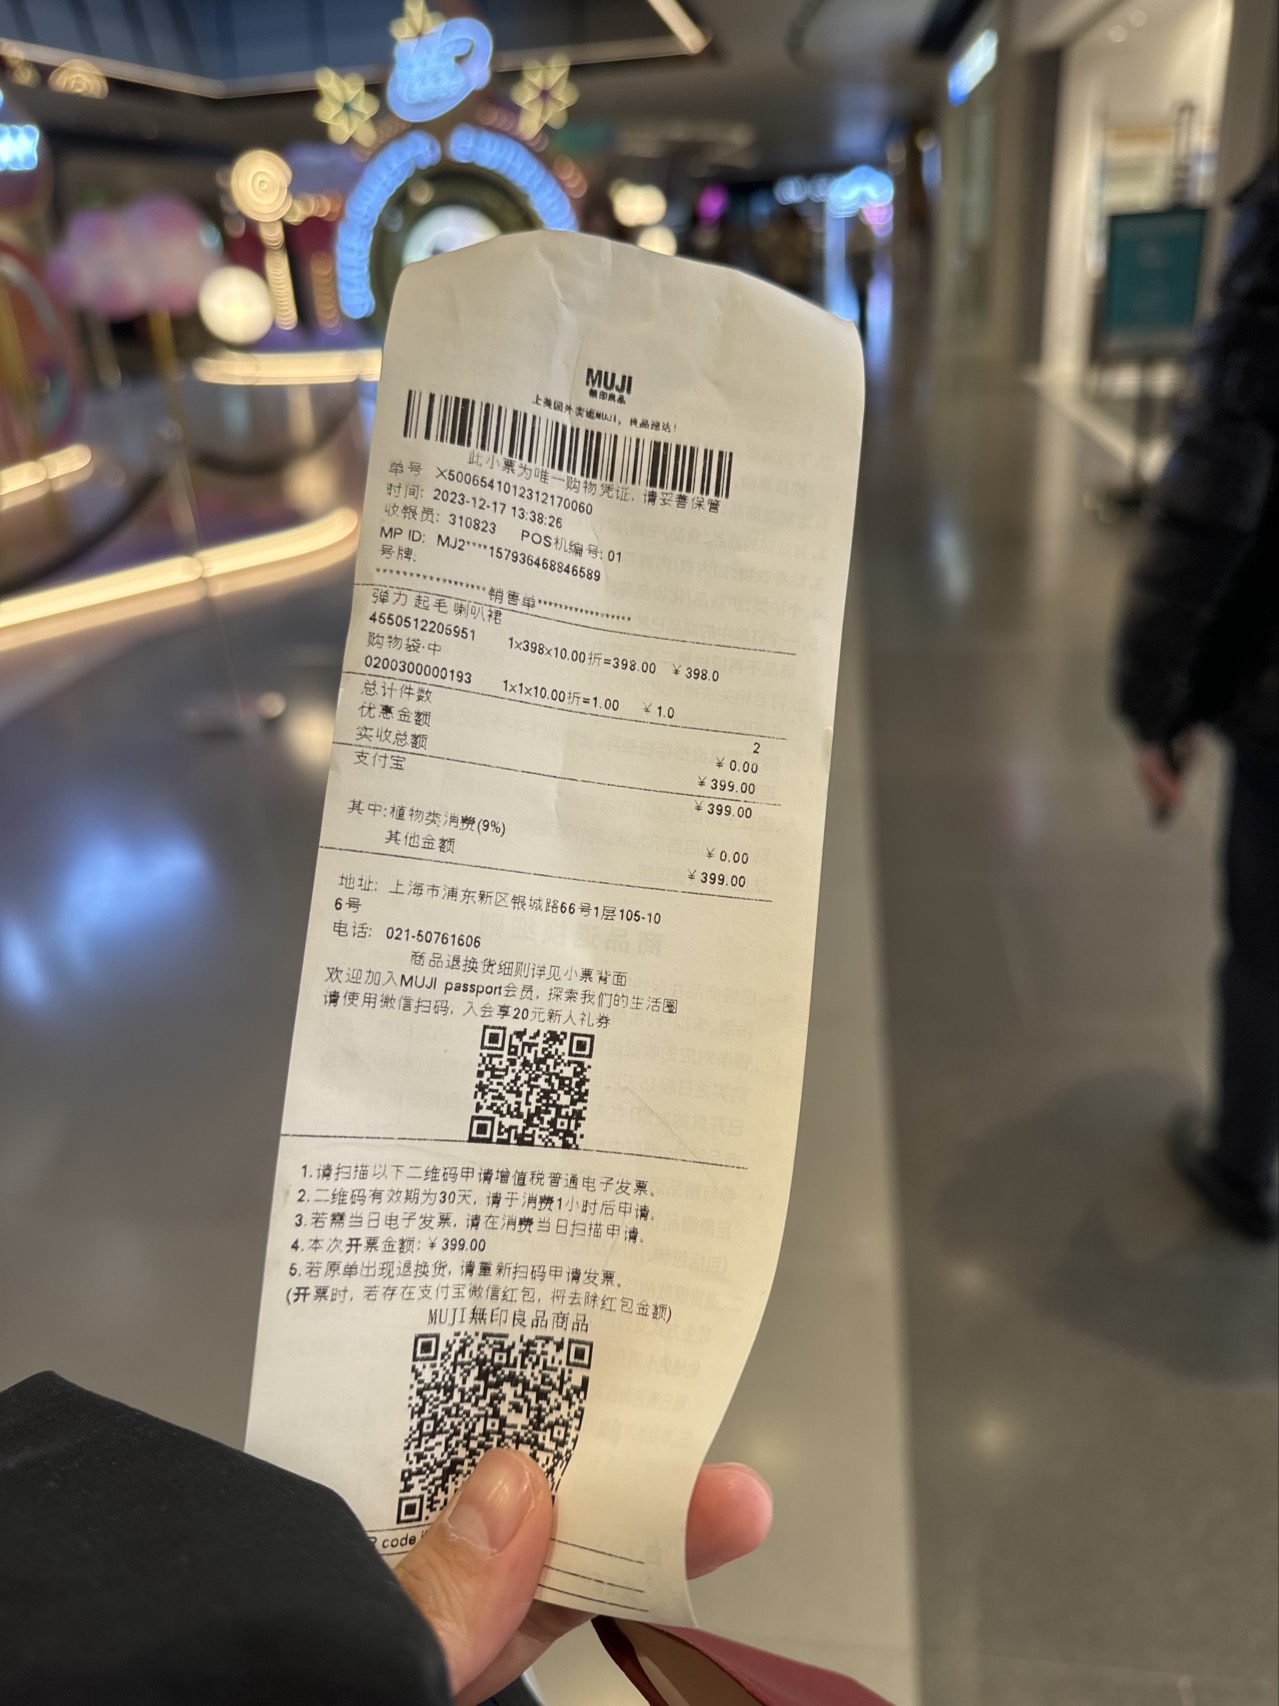 MUJI
無印良品
上美团外卖逛MUJI，良品速达！
此小票为唯一购物凭证，请妥善保管
单号 X5006541012312170060
时间: 2023-12-17 13:38:26
收银员: 310823 POS机编号: 01
MP ID: MJ2****157936468846589
号牌:
******************销售单******************
弹力 起毛 喇叭裙
4550512205951 1×398×10.00折=398.00 ￥398.0
购物袋·中
0200300000193 1×1×10.00折=1.00 ￥1.0
总计件数 2
优惠金额 ￥0.00
实收总额 ￥399.00
支付宝 ￥399.00
其中:植物类消费(9%) ￥0.00
其他金额 ￥399.00
地址: 上海市浦东新区银城路66号1层105-10
6号
电话: 021-50761606
商品退换货细则详见小票背面
欢迎加入MUJI passport会员, 探索我们的生活圈
请使用微信扫码, 入会享20元新人礼券
1.请扫描以下二维码申请增值税普通电子发票。
2.二维码有效期为30天, 请于消费1小时后申请。
3.若需当日电子发票, 请在消费当日扫描申请。
4.本次开票金额: ￥399.00
5.若原单出现退换货, 请重新扫码申请发票。
(开票时, 若存在支付宝微信红包, 将去除红包金额)
MUJI無印良品商品
code